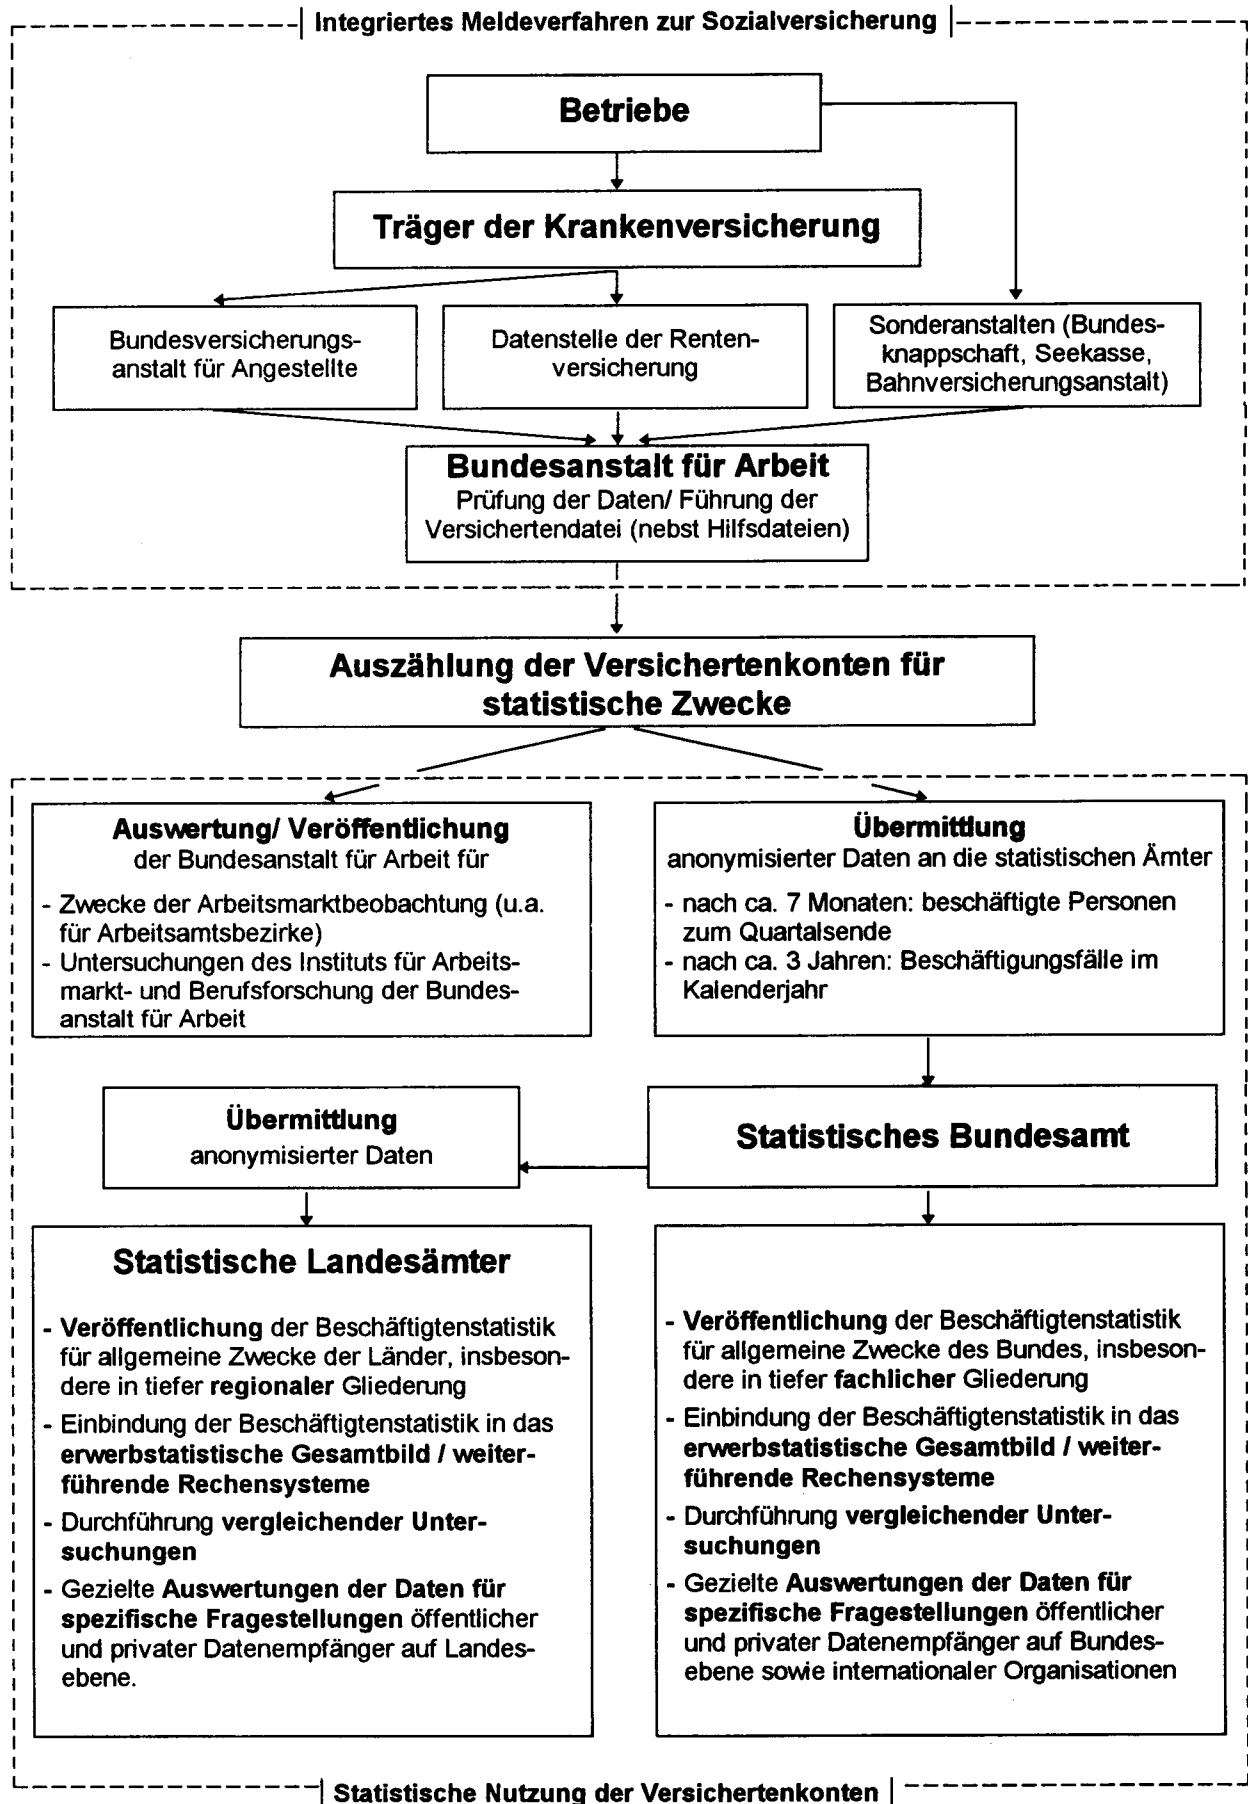 Integriertes Meldeverfahren zur Sozialversicherung
Betriebe
Träger der Krankenversicherung
Bundesversicherungs-
anstalt für Angestellte
Datenstelle der Renten-
versicherung
Sonderanstalten (Bundes-
knappschaft, Seekasse,
Bahnversicherungsanstalt)
Bundesanstalt für Arbeit
Prüfung der Daten/ Führung der
Versichertendatei (nebst Hilfsdateien)
Auszählung der Versichertenkonten für
statistische Zwecke
Auswertung/ Veröffentlichung
der Bundesanstalt für Arbeit für
- Zwecke der Arbeitsmarktbeobachtung (u.a.
für Arbeitsamtsbezirke)
- Untersuchungen des Instituts für Arbeits-
markt- und Berufsforschung der Bundes-
anstalt für Arbeit
Übermittlung
anonymisierter Daten an die statistischen Ämter
- nach ca. 7 Monaten: beschäftigte Personen
zum Quartalsende
- nach ca. 3 Jahren: Beschäftigungsfälle im
Kalenderjahr
Übermittlung
anonymisierter Daten
Statistisches Bundesamt
Statistische Landesämter
- Veröffentlichung der Beschäftigtenstatistik
für allgemeine Zwecke der Länder, insbeson-
dere in tiefer regionaler Gliederung
- Einbindung der Beschäftigtenstatistik in das
erwerbstatistische Gesamtbild / weiter-
führende Rechensysteme
- Durchführung vergleichender Unter-
suchungen
- Gezielte Auswertungen der Daten für
spezifische Fragestellungen öffentlicher
und privater Datenempfänger auf Landes-
ebene.
- Veröffentlichung der Beschäftigtenstatistik
für allgemeine Zwecke des Bundes, insbeson-
dere in tiefer fachlicher Gliederung
- Einbindung der Beschäftigtenstatistik in das
erwerbstatistische Gesamtbild / weiter-
führende Rechensysteme
- Durchführung vergleichender Unter-
suchungen
- Gezielte Auswertungen der Daten für
spezifische Fragestellungen öffentlicher
und privater Datenempfänger auf Bundes-
ebene sowie internationaler Organisationen
Statistische Nutzung der Versichertenkonten